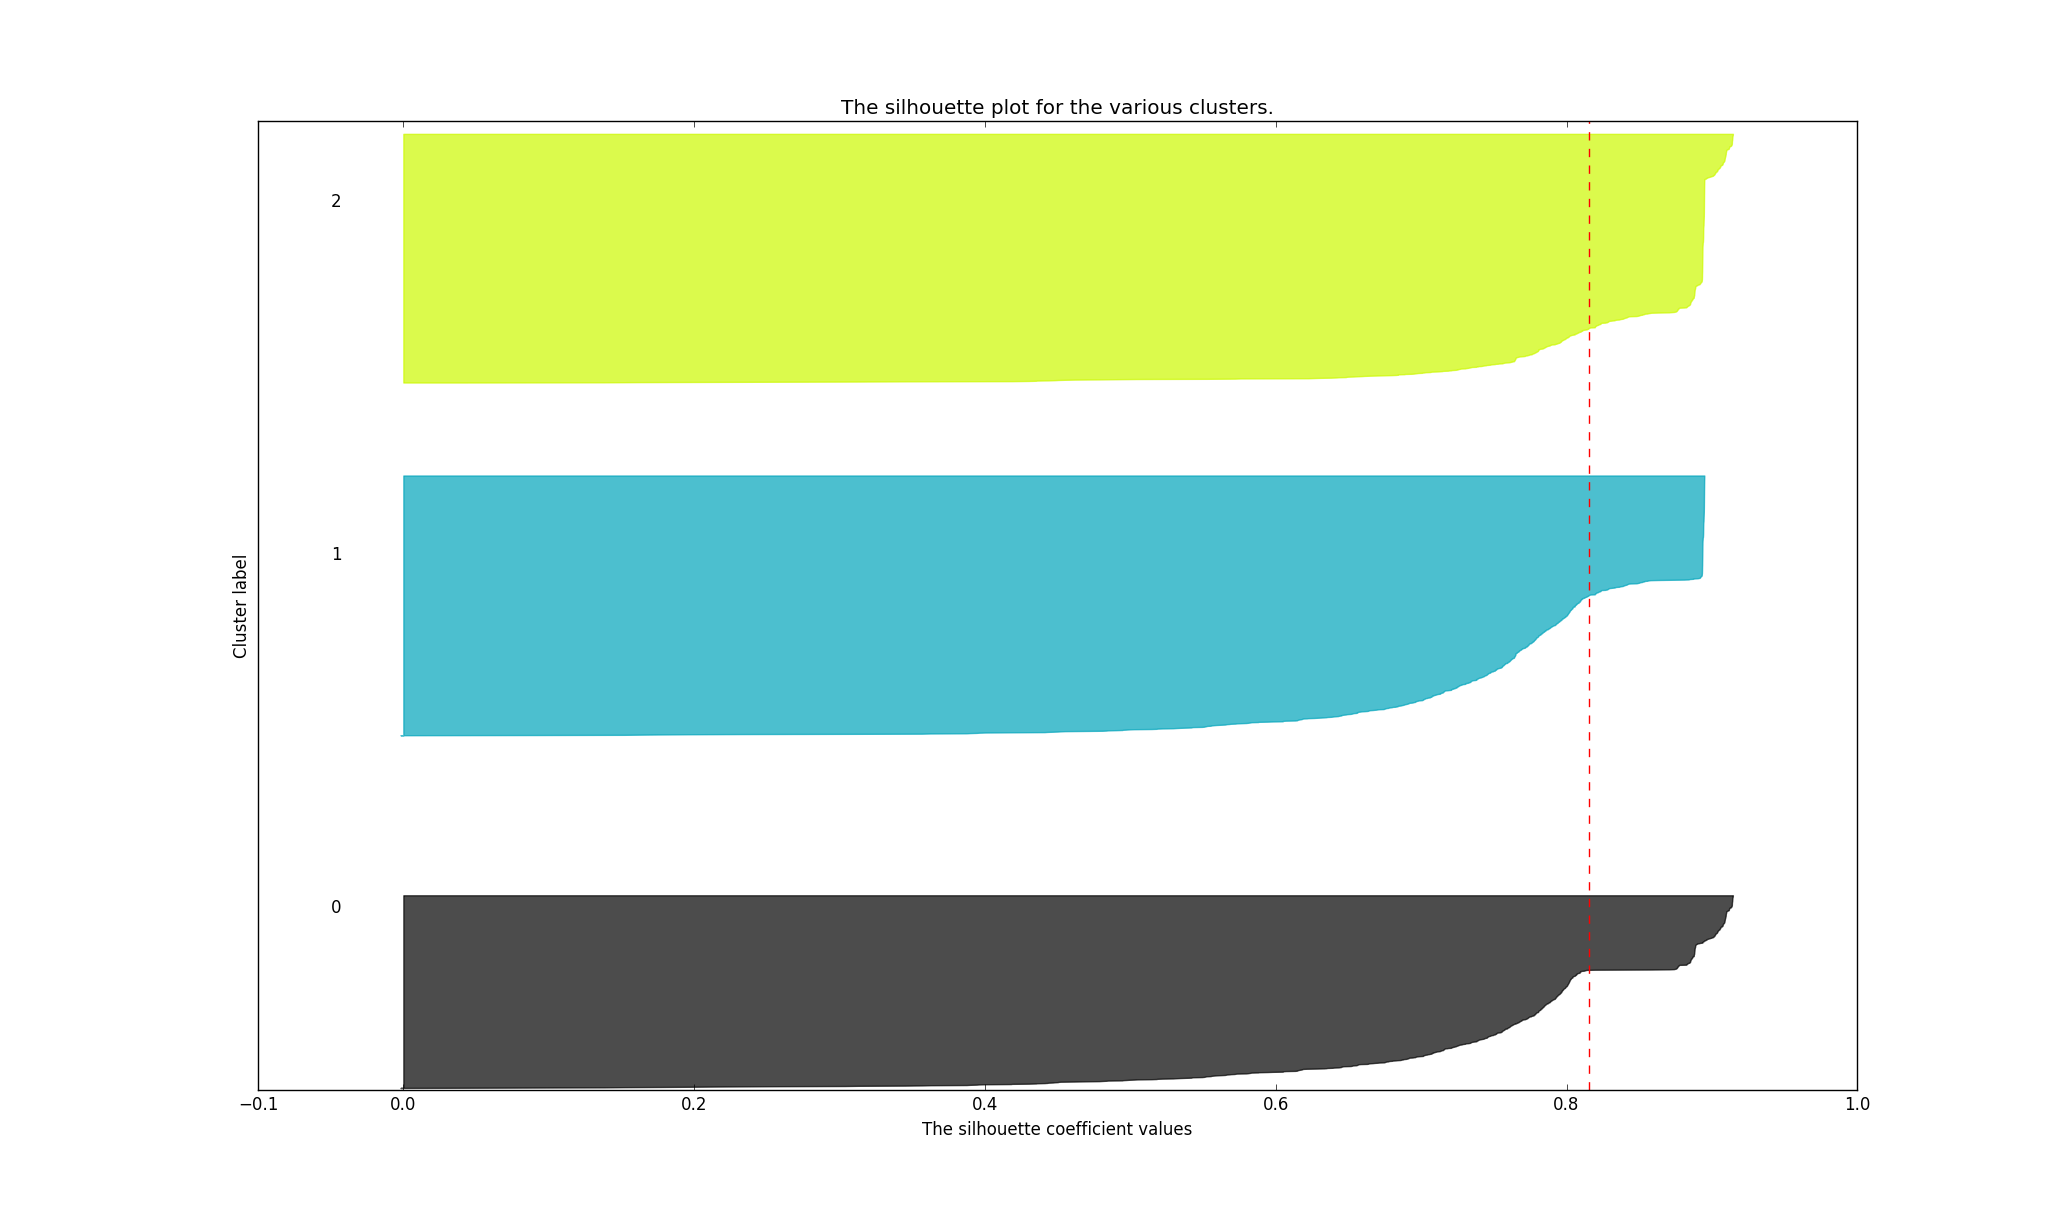 The silhouette plot for the various clusters.
2
1
0
Cluster label
−0.1 0.0 0.2 0.4 0.6 0.8 1.0
The silhouette coefficient values